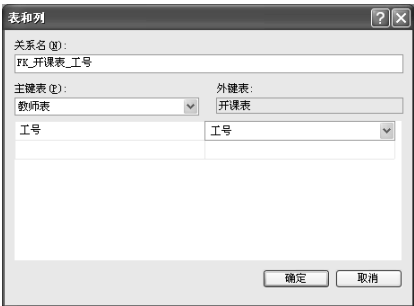 表和列
关系名(N):
FK_开课表_工号
主键表(P):
外键表:
教师表
开课表
工号
工号
确定
取消